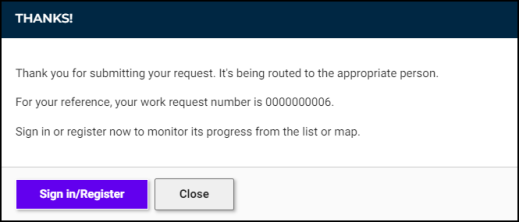 THANKS!
Thank you for submitting your request. It's being routed to the appropriate person.
For your reference, your work request number is 0000000006.
Sign in or register now to monitor its progress from the list or map.
Sign in/Register
Close